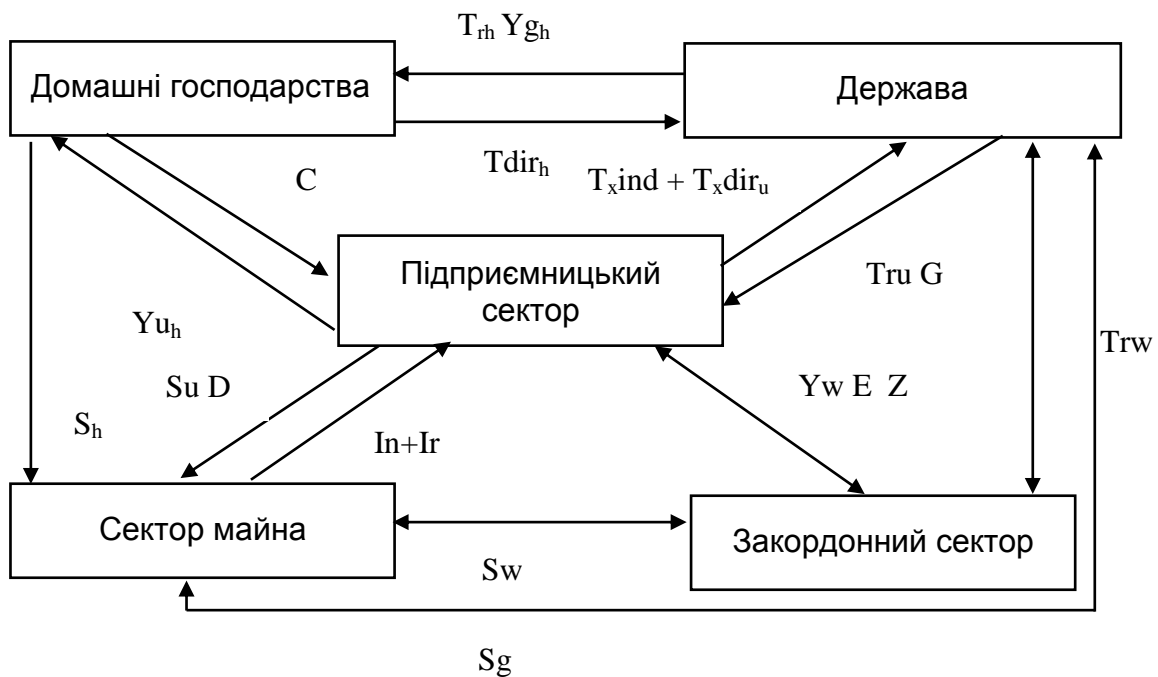 T_rh Yg_h
Домашні господарства
Держава
C
Tdir_h
T_xind + T_xdir_u
Підприємницький
сектор
Tru G
Yu_h
Trw
Su D
Yw E Z
S_h
In+Ir
Сектор майна
Закордонний сектор
Sw
Sg